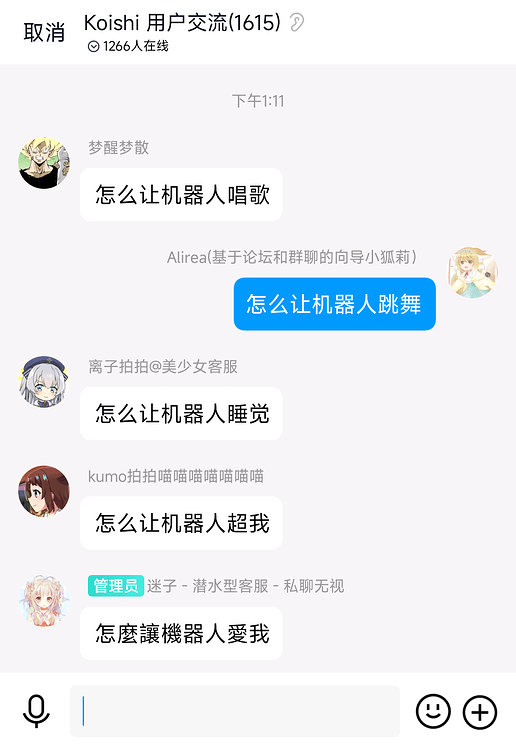 取消
Koishi 用户交流(1615)
1266人在线
下午1:11
梦醒梦散
怎么让机器人唱歌
Alirea(基于论坛和群聊的向导小狐莉)
怎么让机器人跳舞
离子拍拍@美少女客服
怎么让机器人睡觉
kumo拍拍喵喵喵喵喵喵喵
怎么让机器人超我
管理员 迷子 - 潜水型客服 - 私聊无视
怎麼讓機器人愛我